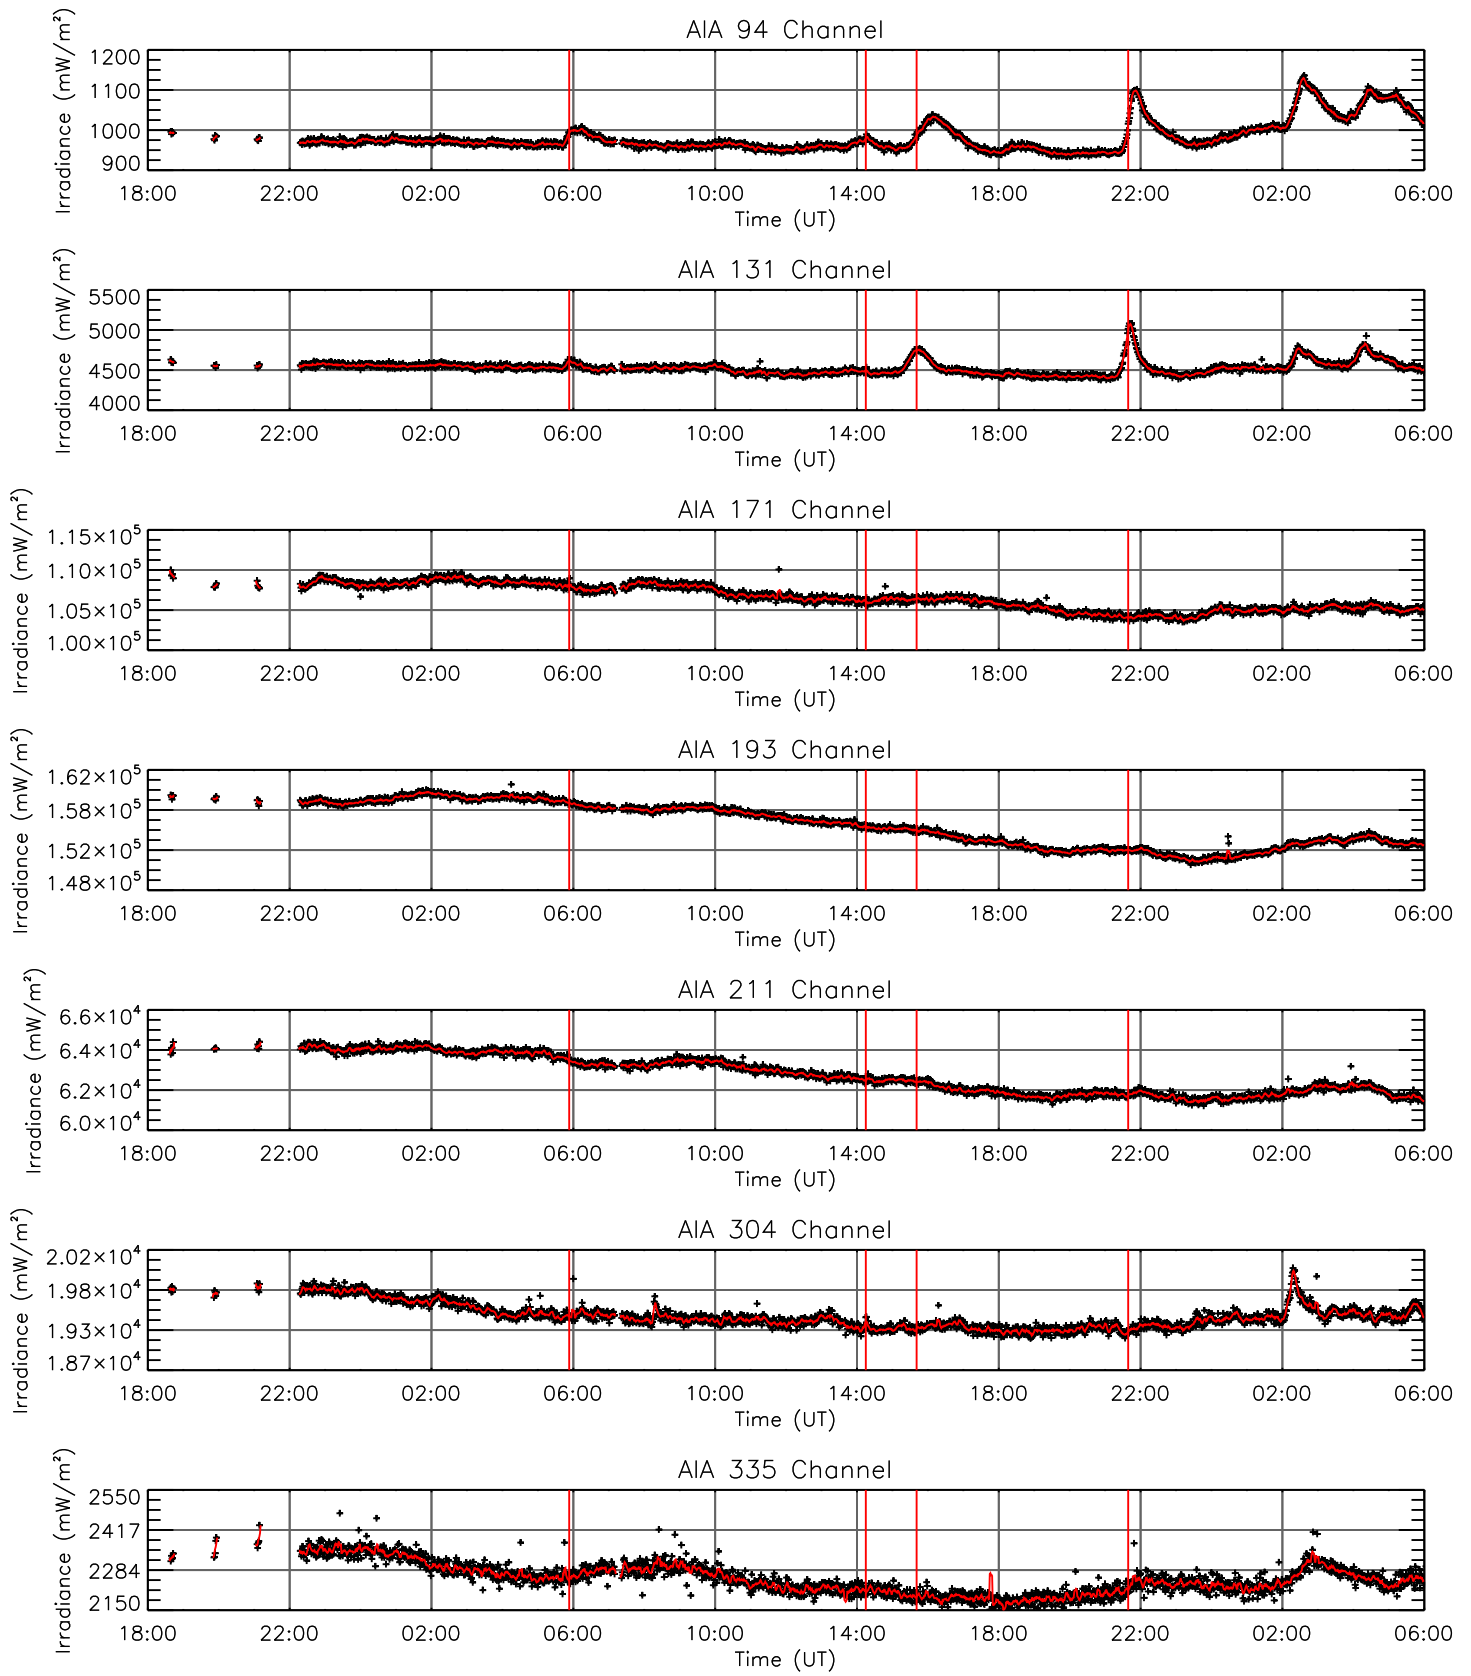 AIA 94 Channel
Irradiance (mW/m²)
1200
1100
1000
900
18:00 22:00 02:00 06:00 10:00 14:00 18:00 22:00 02:00 06:00
Time (UT)
AIA 131 Channel
Irradiance (mW/m²)
5500
5000
4500
4000
18:00 22:00 02:00 06:00 10:00 14:00 18:00 22:00 02:00 06:00
Time (UT)
AIA 171 Channel
Irradiance (mW/m²)
1.15×10⁵
1.10×10⁵
1.05×10⁵
1.00×10⁵
18:00 22:00 02:00 06:00 10:00 14:00 18:00 22:00 02:00 06:00
Time (UT)
AIA 193 Channel
Irradiance (mW/m²)
1.62×10⁵
1.58×10⁵
1.52×10⁵
1.48×10⁵
18:00 22:00 02:00 06:00 10:00 14:00 18:00 22:00 02:00 06:00
Time (UT)
AIA 211 Channel
Irradiance (mW/m²)
6.6×10⁴
6.4×10⁴
6.2×10⁴
6.0×10⁴
18:00 22:00 02:00 06:00 10:00 14:00 18:00 22:00 02:00 06:00
Time (UT)
AIA 304 Channel
Irradiance (mW/m²)
2.02×10⁴
1.98×10⁴
1.93×10⁴
1.87×10⁴
18:00 22:00 02:00 06:00 10:00 14:00 18:00 22:00 02:00 06:00
Time (UT)
AIA 335 Channel
Irradiance (mW/m²)
2550
2417
2284
2150
18:00 22:00 02:00 06:00 10:00 14:00 18:00 22:00 02:00 06:00
Time (UT)